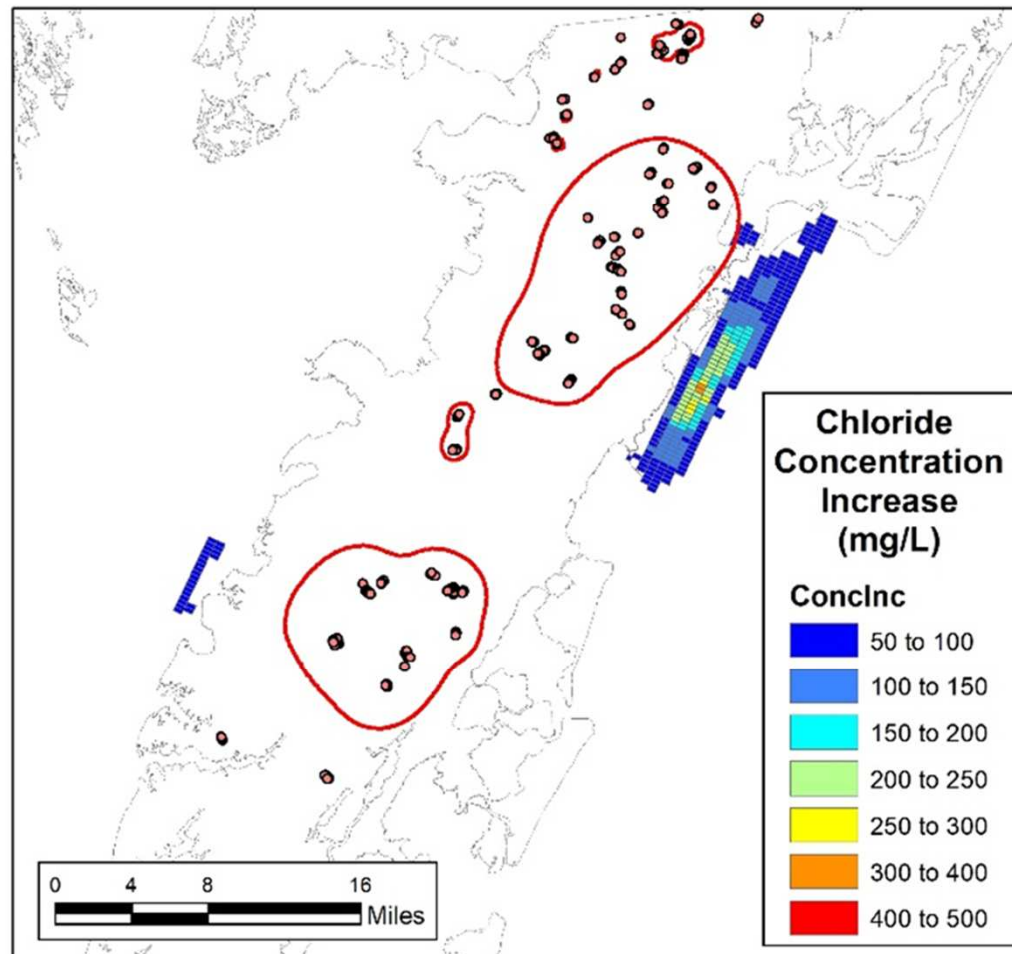 Chloride
Concentration
Increase
(mg/L)
ConcInc
50 to 100
100 to 150
150 to 200
200 to 250
250 to 300
300 to 400
400 to 500
0 4 8 16
Miles